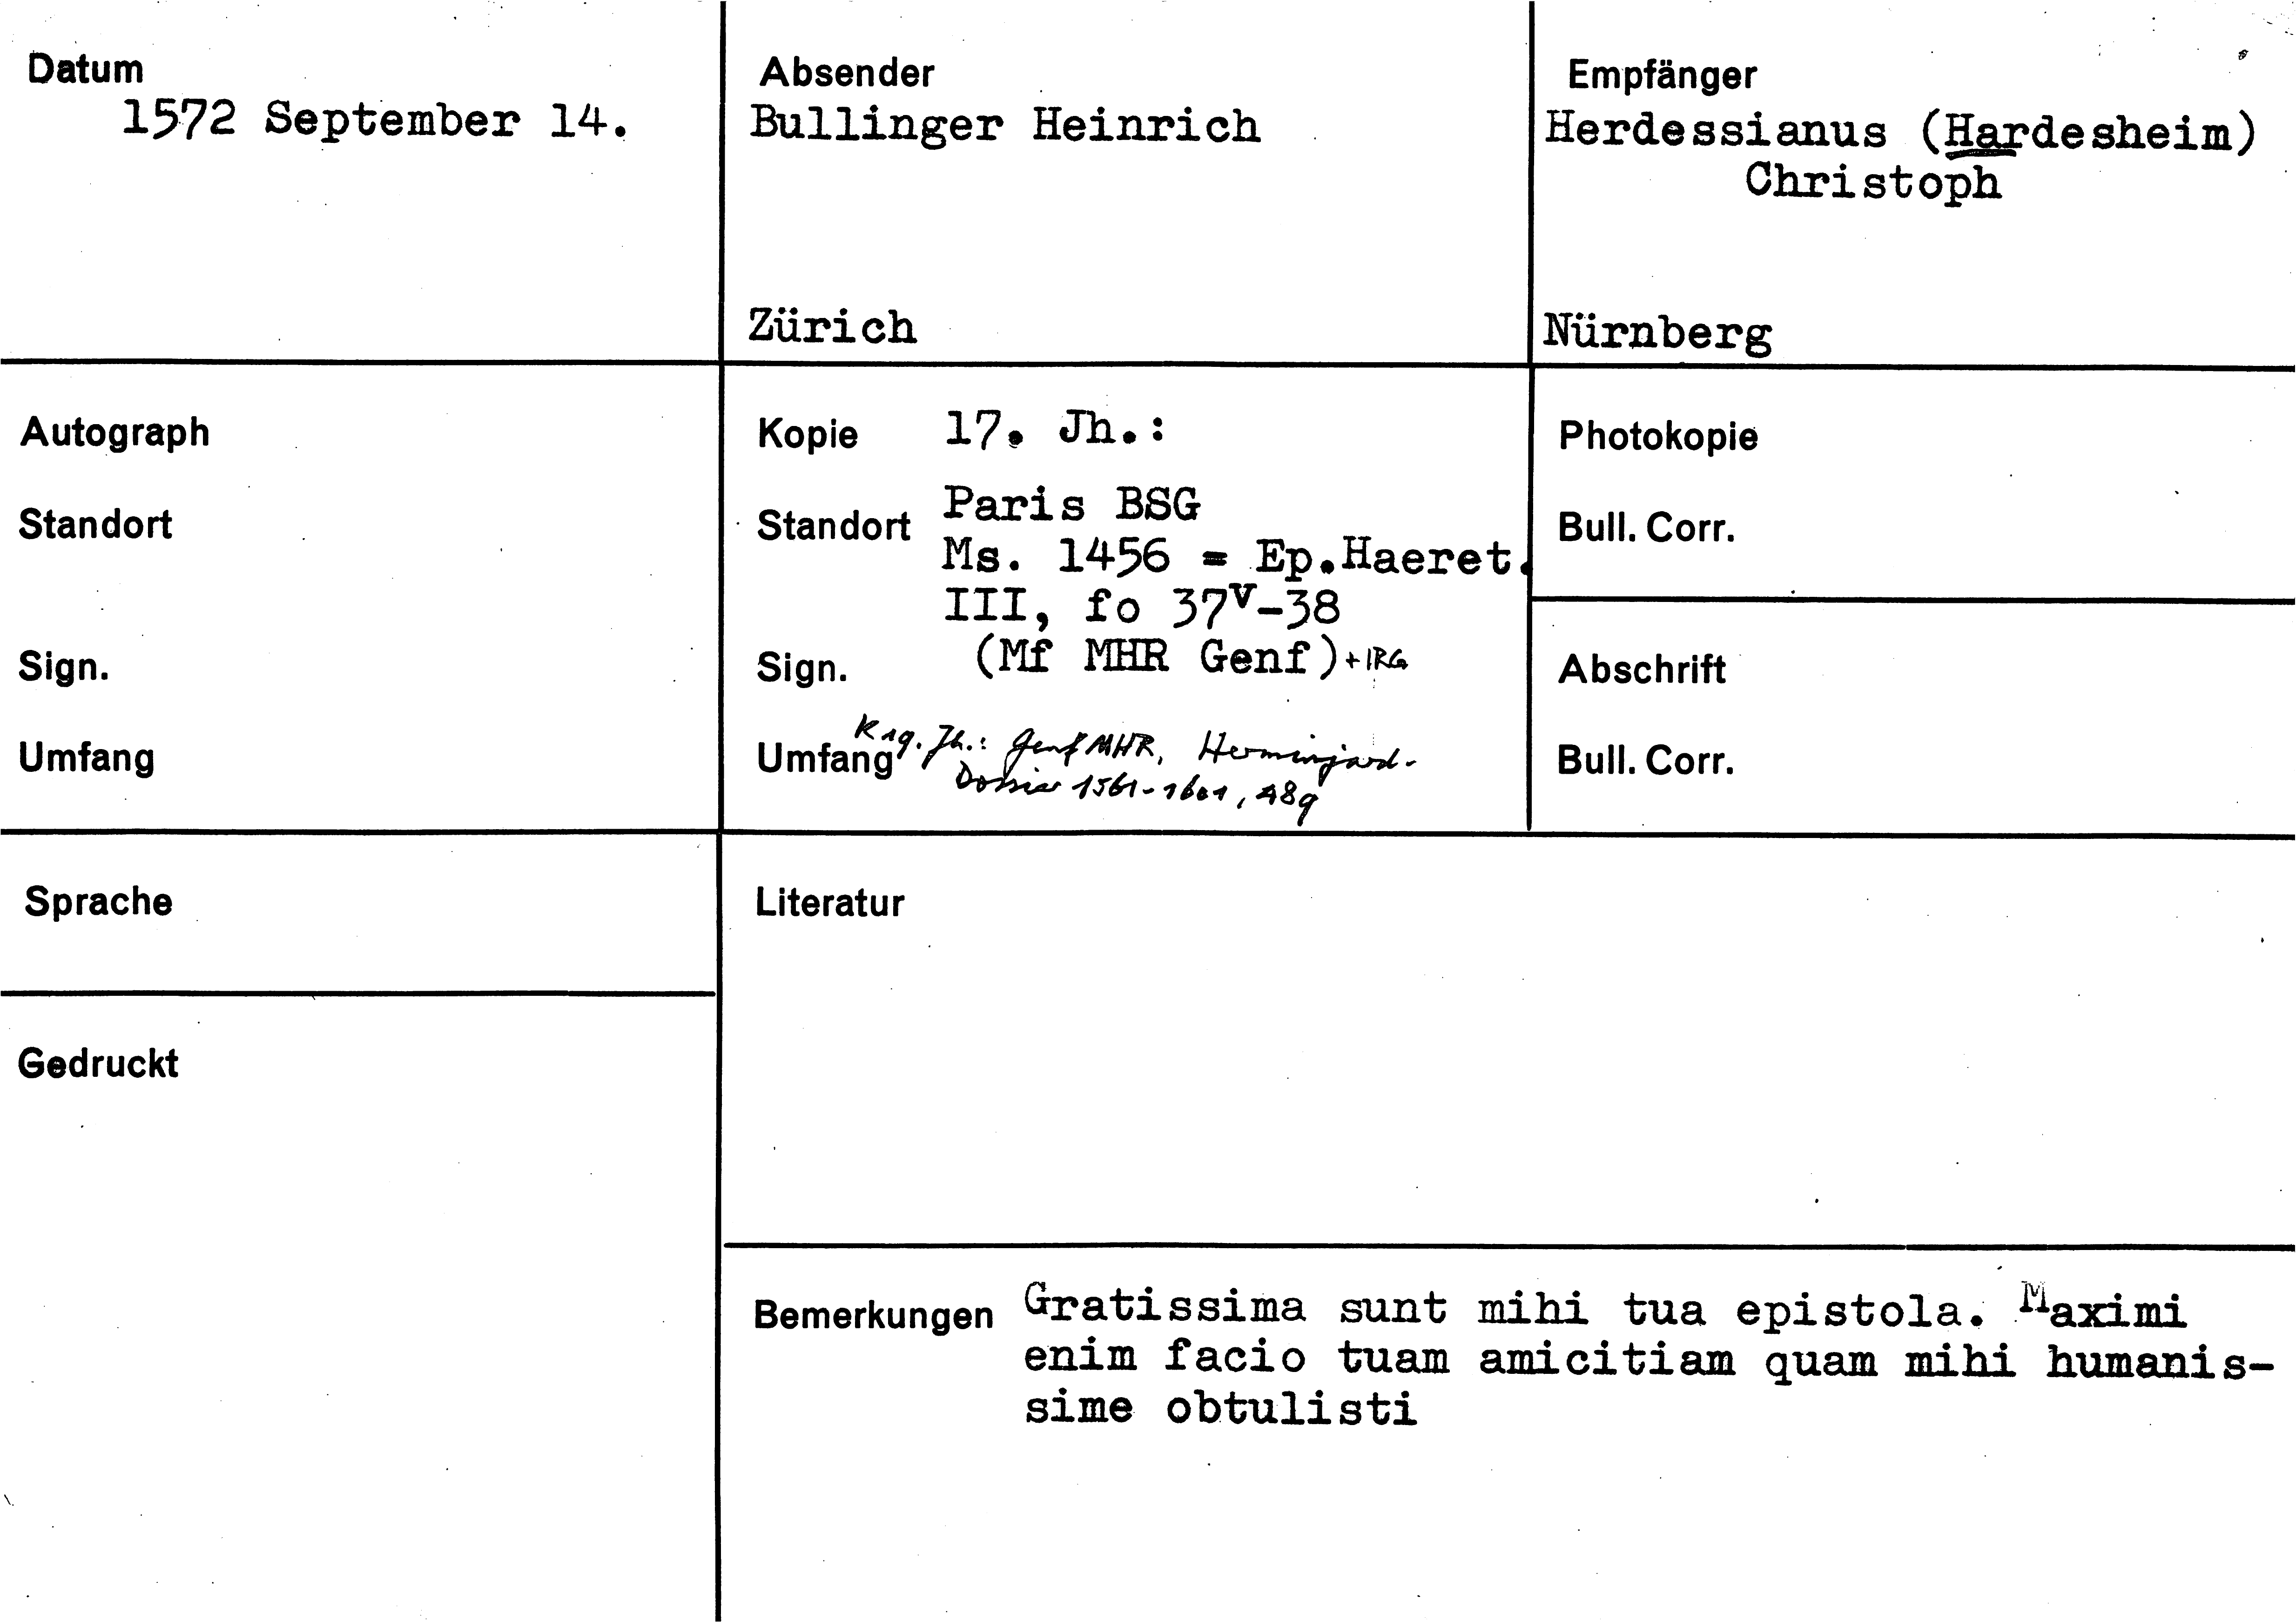 Datum
1572 September 14.
Absender
Bullinger Heinrich
Zürich
Empfänger
Herdessianus (Hardesheim)
Christoph
Nürnberg
Autograph
Standort
Sign.
Umfang
Kopie 17. Jh.:
Standort Paris BSG
Ms. 1456 = Ep.Haeret.
III, fo 37v-38
Sign. (Mf MHR Genf) + IRG
Umfang K 19. Jh.: Genf MHR, Herminjard-
Dossier 1561-1601, 489
Photokopie
Bull. Corr.
Abschrift
Bull. Corr.
Sprache
Gedruckt
Literatur
Bemerkungen Gratissima sunt mihi tua epistola. Maximi
enim facio tuam amicitiam quam mihi humanis-
sime obtulisti